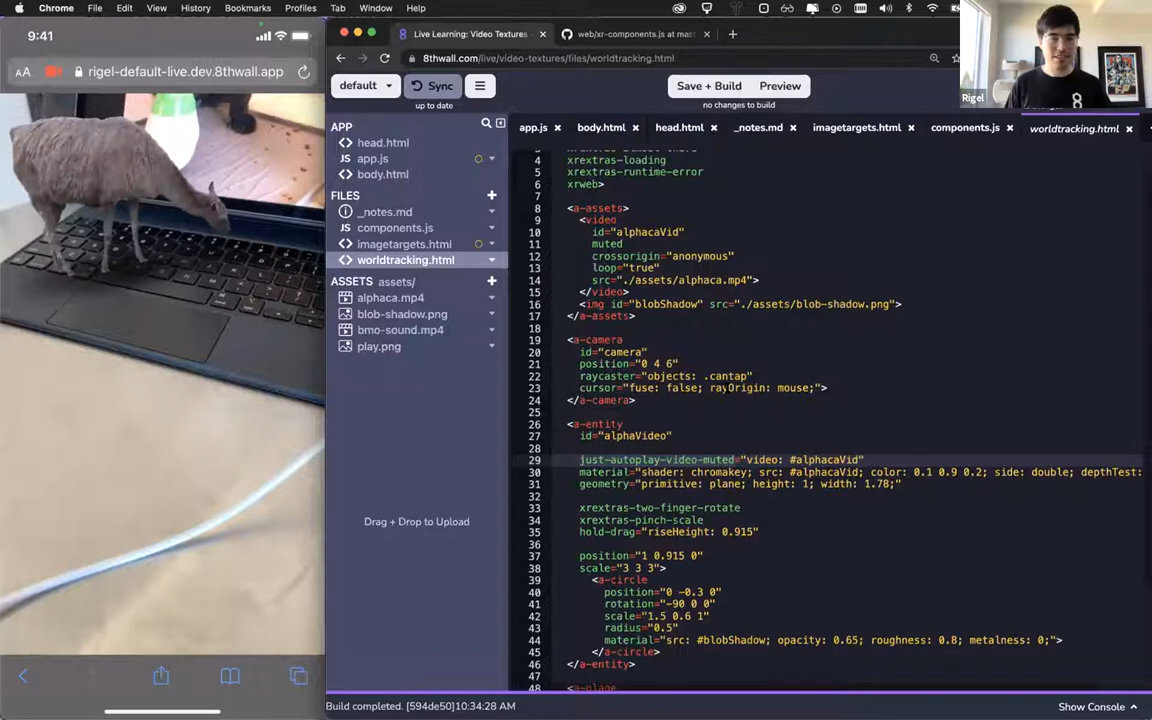 Chrome File Edit View History Bookmarks Profiles Tab Window Help
9:41
AA rigel-default-live.dev.8thwall.app
Live Learning: Video Textures
web/xr-components.js at mas
8thwall.com/live/video-textures/files/worldtracking.html
Rigel
default Sync
up to date
Save + Build Preview
no changes to build
app.js body.html head.html _notes.md imagetargets.html components.js worldtracking.html
APP
head.html
app.js
body.html
FILES
_notes.md
components.js
imagetargets.html
worldtracking.html
ASSETS assets/
alphaca.mp4
blob-shadow.png
bmo-sound.mp4
play.png
Drag + Drop to Upload
4 xrextras-loading
5 xrextras-runtime-error
6 xrweb>
7
8 <a-assets>
9 <video
10 id="alphacaVid"
11 muted
12 crossorigin="anonymous"
13 loop="true"
14 src="./assets/alphaca.mp4">
15 </video>
16 <img id="blobShadow" src="./assets/blob-shadow.png">
17 </a-assets>
18
19 <a-camera
20 id="camera"
21 position="0 4 6"
22 raycaster="objects: .cantap"
23 cursor="fuse: false; rayOrigin: mouse;">
24 </a-camera>
25
26 <a-entity
27 id="alphaVideo"
28
29 just-autoplay-video-muted="video: #alphacaVid"
30 material="shader: chromakey; src: #alphacaVid; color: 0.1 0.9 0.2; side: double; depthTest:
31 geometry="primitive: plane; height: 1; width: 1.78;"
32
33 xrextras-two-finger-rotate
34 xrextras-pinch-scale
35 hold-drag="riseHeight: 0.915"
36
37 position="1 0.915 0"
38 scale="3 3 3">
39 <a-circle
40 position="0 -0.3 0"
41 rotation="-90 0 0"
42 scale="1.5 0.6 1"
43 radius="0.5"
44 material="src: #blobShadow; opacity: 0.65; roughness: 0.8; metalness: 0;">
45 </a-circle>
46 </a-entity>
48 <a-plane
Build completed. [594de50]10:34:28 AM
Show Console